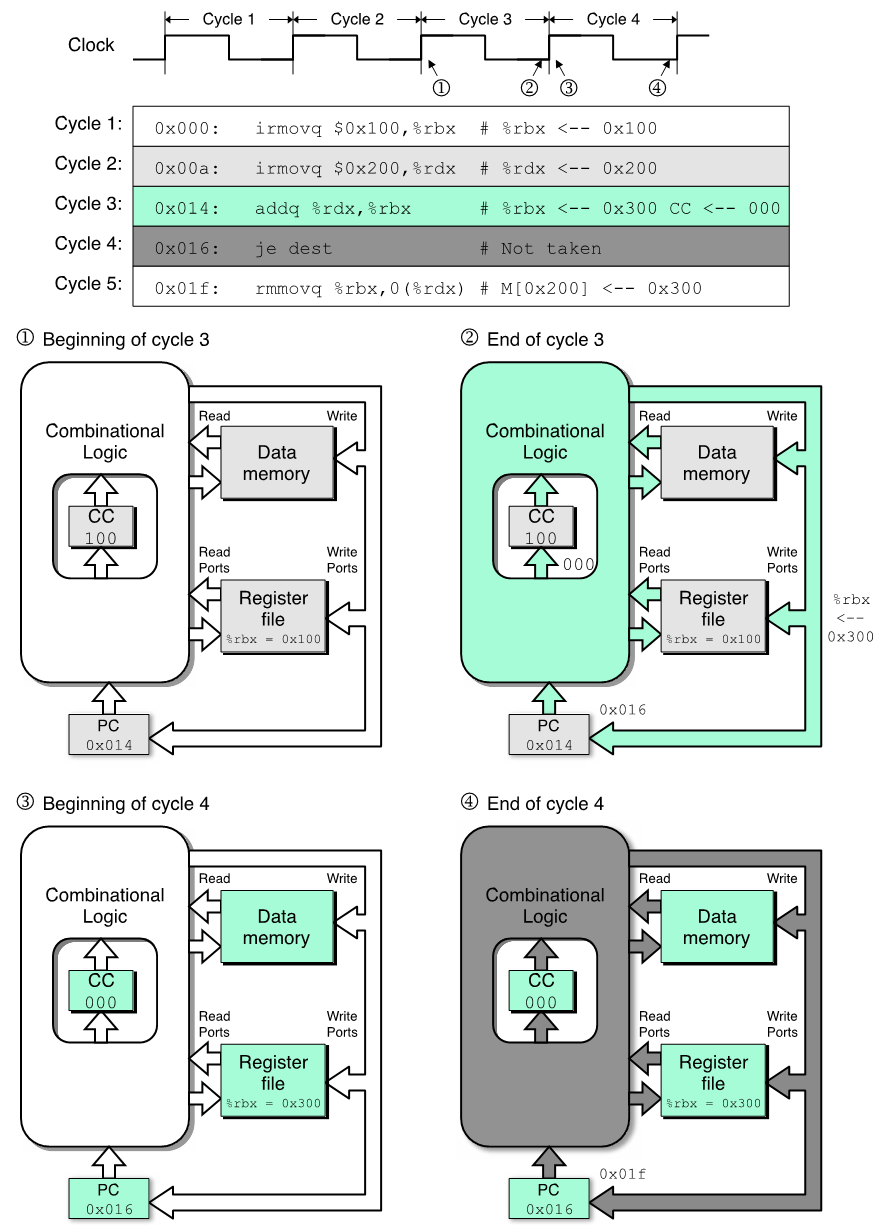 Cycle 1 Cycle 2 Cycle 3 Cycle 4
Clock
① ② ③ ④
Cycle 1: 0x000: irmovq $0x100,%rbx # %rbx <-- 0x100
Cycle 2: 0x00a: irmovq $0x200,%rdx # %rdx <-- 0x200
Cycle 3: 0x014: addq %rdx,%rbx # %rbx <-- 0x300 CC <-- 000
Cycle 4: 0x016: je dest # Not taken
Cycle 5: 0x01f: rmmovq %rbx,0(%rdx) # M[0x200] <-- 0x300
① Beginning of cycle 3
Combinational
Logic
CC
100
Read
Write
Data
memory
Read
Ports
Write
Ports
Register
file
%rbx = 0x100
PC
0x014
② End of cycle 3
Combinational
Logic
CC
100
000
Read
Write
Data
memory
Read
Ports
Write
Ports
Register
file
%rbx = 0x100
%rbx
<--
0x300
0x016
PC
0x014
③ Beginning of cycle 4
Combinational
Logic
CC
000
Read
Write
Data
memory
Read
Ports
Write
Ports
Register
file
%rbx = 0x300
PC
0x016
④ End of cycle 4
Combinational
Logic
CC
000
Read
Write
Data
memory
Read
Ports
Write
Ports
Register
file
%rbx = 0x300
0x01f
PC
0x016